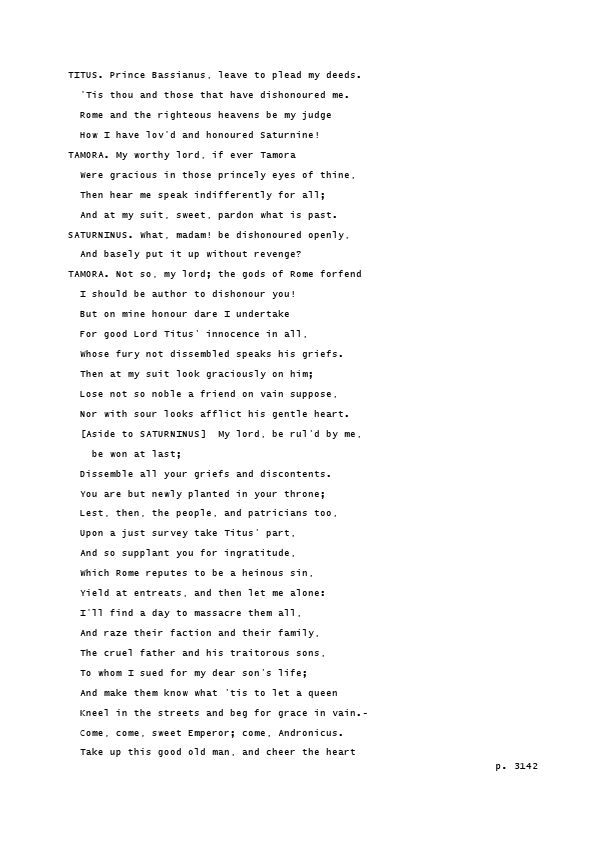 TITUS. Prince Bassianus, leave to plead my deeds.
'Tis thou and those that have dishonoured me.
Rome and the righteous heavens be my judge
How I have lov'd and honoured Saturnine!
TAMORA. My worthy lord, if ever Tamora
Were gracious in those princely eyes of thine,
Then hear me speak indifferently for all;
And at my suit, sweet, pardon what is past.
SATURNINUS. What, madam! be dishonoured openly,
And basely put it up without revenge?
TAMORA. Not so, my lord; the gods of Rome forfend
I should be author to dishonour you!
But on mine honour dare I undertake
For good Lord Titus' innocence in all,
Whose fury not dissembled speaks his griefs.
Then at my suit look graciously on him;
Lose not so noble a friend on vain suppose,
Nor with sour looks afflict his gentle heart.
[Aside to SATURNINUS]  My lord, be rul'd by me,
be won at last;
Dissemble all your griefs and discontents.
You are but newly planted in your throne;
Lest, then, the people, and patricians too,
Upon a just survey take Titus' part,
And so supplant you for ingratitude,
Which Rome reputes to be a heinous sin,
Yield at entreats, and then let me alone:
I'll find a day to massacre them all,
And raze their faction and their family,
The cruel father and his traitorous sons,
To whom I sued for my dear son's life;
And make them know what 'tis to let a queen
Kneel in the streets and beg for grace in vain.-
Come, come, sweet Emperor; come, Andronicus.
Take up this good old man, and cheer the heart
p. 3142